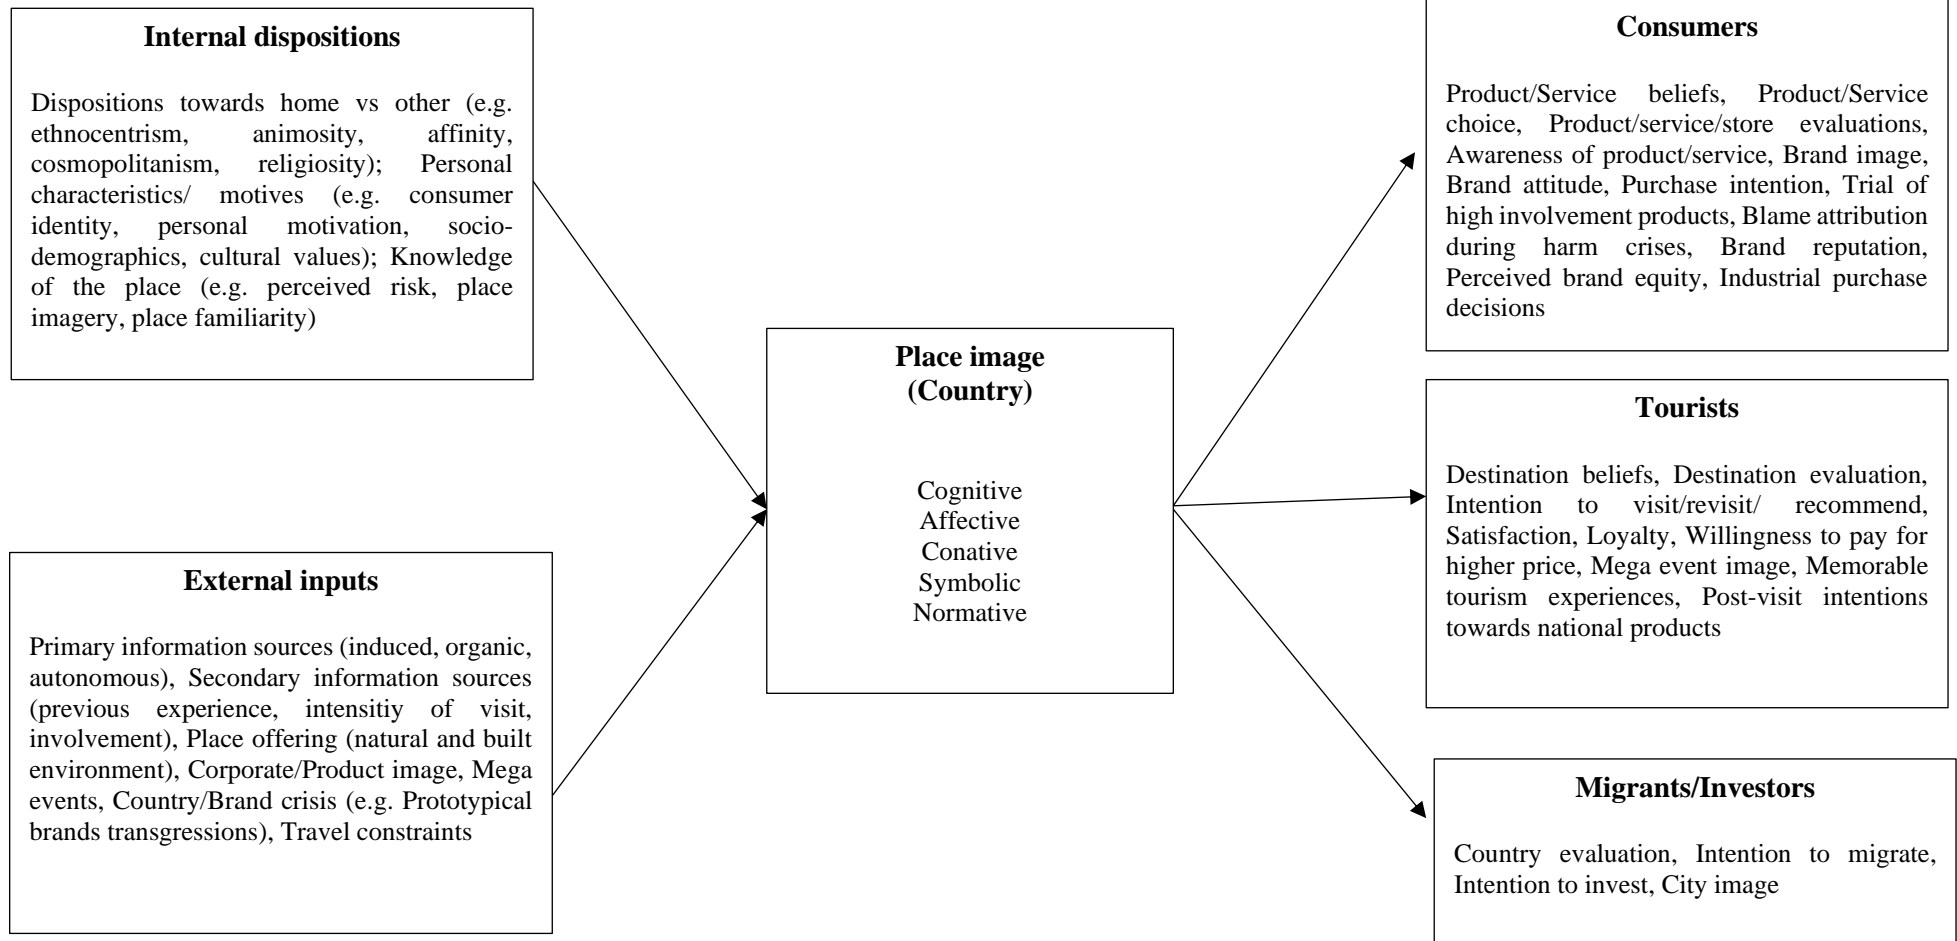 Internal dispositions
Dispositions towards home vs other (e.g.
ethnocentrism, animosity, affinity,
cosmopolitanism, religiosity); Personal
characteristics/ motives (e.g. consumer
identity, personal motivation, socio-
demographics, cultural values); Knowledge
of the place (e.g. perceived risk, place
imagery, place familiarity)
External inputs
Primary information sources (induced, organic,
autonomous), Secondary information sources
(previous experience, intensitiy of visit,
involvement), Place offering (natural and built
environment), Corporate/Product image, Mega
events, Country/Brand crisis (e.g. Prototypical
brands transgressions), Travel constraints
Place image
(Country)
Cognitive
Affective
Conative
Symbolic
Normative
Consumers
Product/Service beliefs, Product/Service
choice, Product/service/store evaluations,
Awareness of product/service, Brand image,
Brand attitude, Purchase intention, Trial of
high involvement products, Blame attribution
during harm crises, Brand reputation,
Perceived brand equity, Industrial purchase
decisions
Tourists
Destination beliefs, Destination evaluation,
Intention to visit/revisit/ recommend,
Satisfaction, Loyalty, Willingness to pay for
higher price, Mega event image, Memorable
tourism experiences, Post-visit intentions
towards national products
Migrants/Investors
Country evaluation, Intention to migrate,
Intention to invest, City image